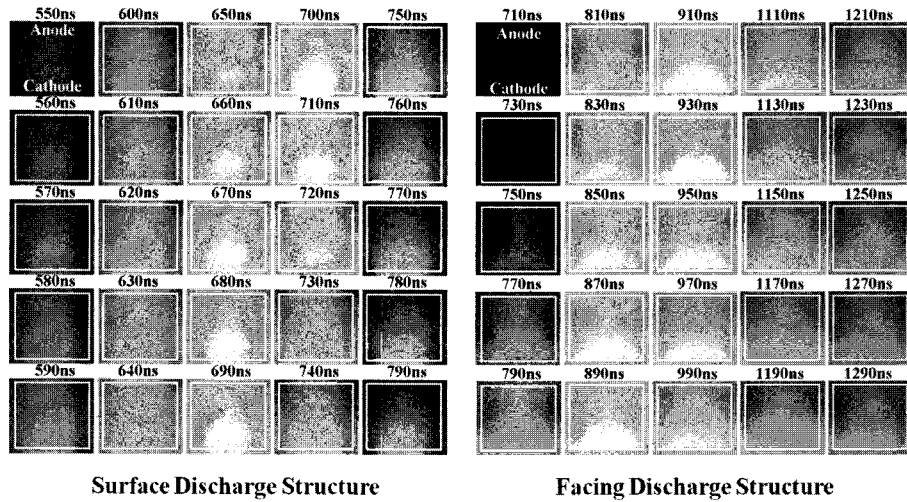 550ns 600ns 650ns 700ns 750ns
Anode
Cathode
560ns 610ns 660ns 710ns 760ns
570ns 620ns 670ns 720ns 770ns
580ns 630ns 680ns 730ns 780ns
590ns 640ns 690ns 740ns 790ns
Surface Discharge Structure
710ns 810ns 910ns 1110ns 1210ns
Anode
Cathode
730ns 830ns 930ns 1130ns 1230ns
750ns 850ns 950ns 1150ns 1250ns
770ns 870ns 970ns 1170ns 1270ns
790ns 890ns 990ns 1190ns 1290ns
Facing Discharge Structure